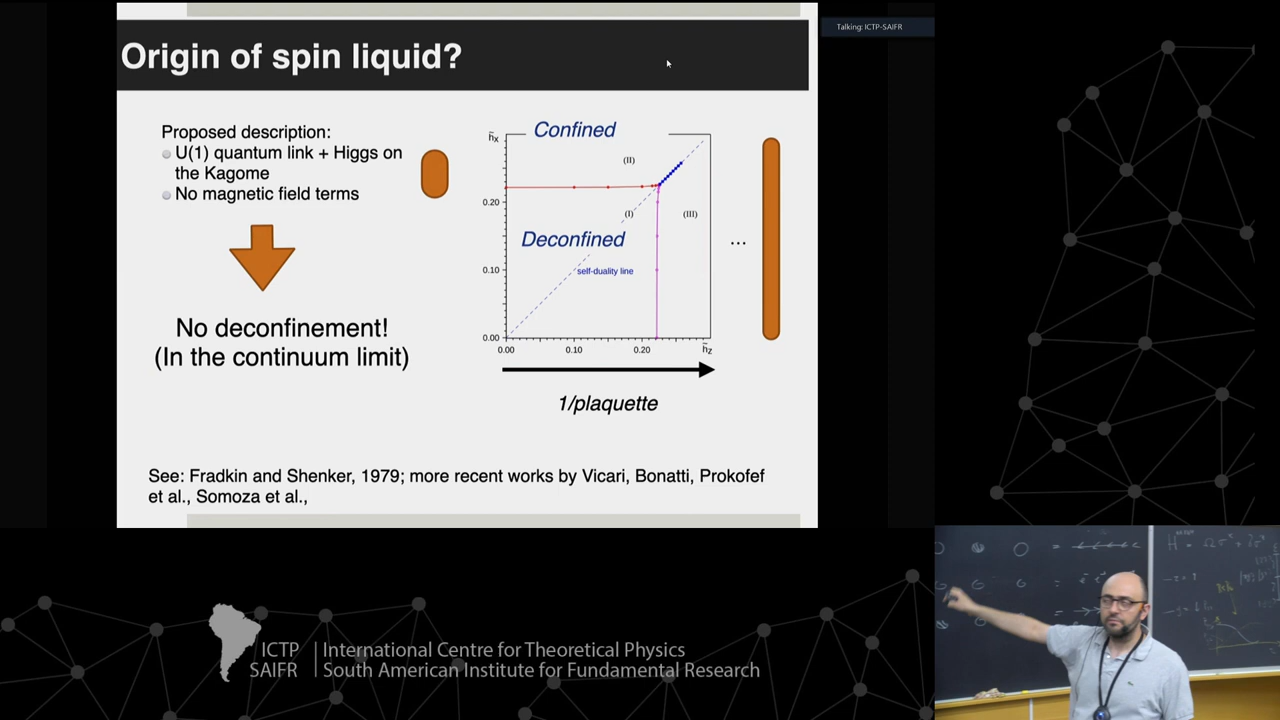 Talking: ICTP-SAIFR
Origin of spin liquid?
Proposed description:
U(1) quantum link + Higgs on
the Kagome
No magnetic field terms
No deconfinement!
(In the continuum limit)
h̃x
Confined
(II)
0.20
(I)
(III)
Deconfined
...
0.10
self-duality line
0.00
0.00
0.10
0.20
h̃z
1/plaquette
See: Fradkin and Shenker, 1979; more recent works by Vicari, Bonatti, Prokofef
et al., Somoza et al.,
ICTP
SAIFR
International Centre for Theoretical Physics
South American Institute for Fundamental Research